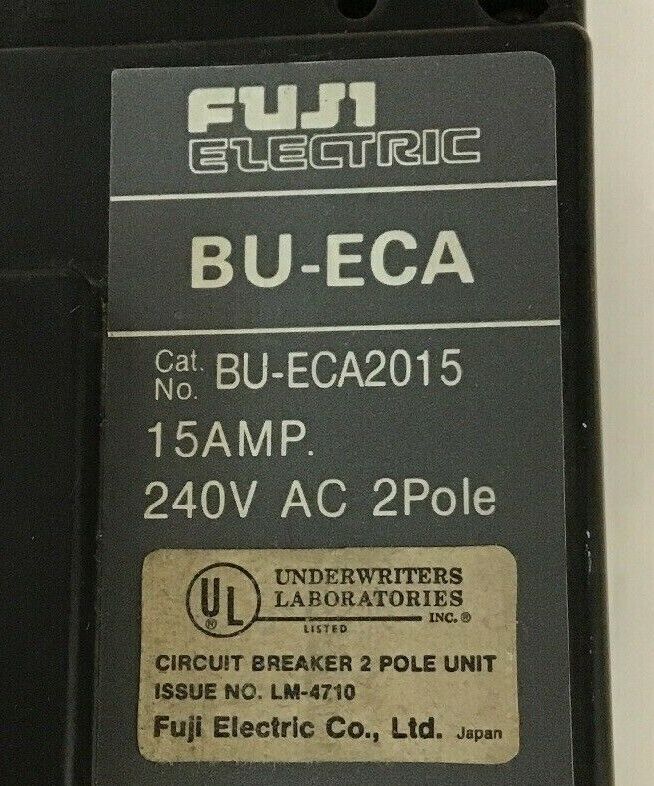 FUJI
ELECTRIC
BU-ECA
Cat. No. BU-ECA2015
15AMP.
240V AC 2Pole
UL ®
UNDERWRITERS
LABORATORIES
INC.®
LISTED
CIRCUIT BREAKER 2 POLE UNIT
ISSUE NO. LM-4710
Fuji Electric Co., Ltd. Japan